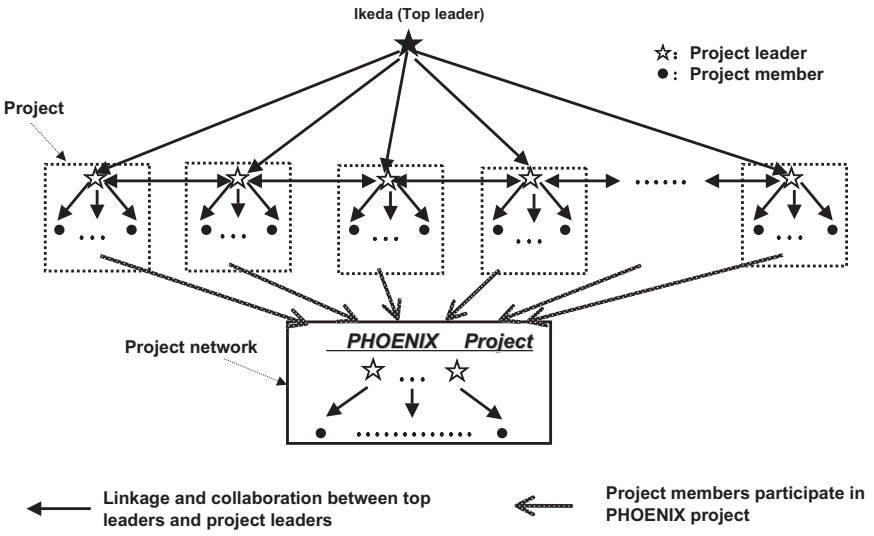 Ikeda (Top leader)
: Project leader
: Project member
Project
PHOENIX Project
Project network
Linkage and collaboration between top
leaders and project leaders
Project members participate in
PHOENIX project